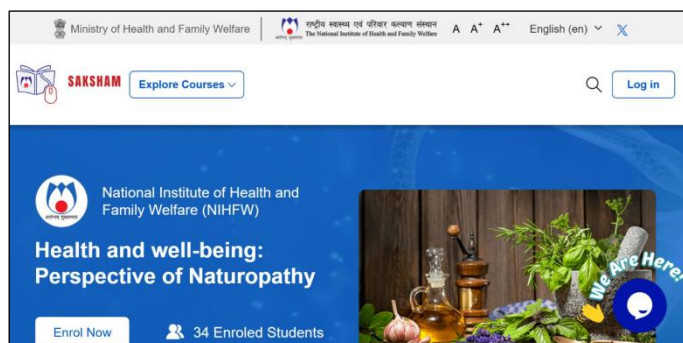 Ministry of Health and Family Welfare
राष्ट्रीय स्वास्थ्य एवं परिवार कल्याण संस्थान
The National Institute of Health and Family Welfare
A A+ A++
English (en)
SAKSHAM
Explore Courses
Log in
National Institute of Health and
Family Welfare (NIHFW)
Health and well-being:
Perspective of Naturopathy
We Are Here!
Enrol Now
34 Enroled Students